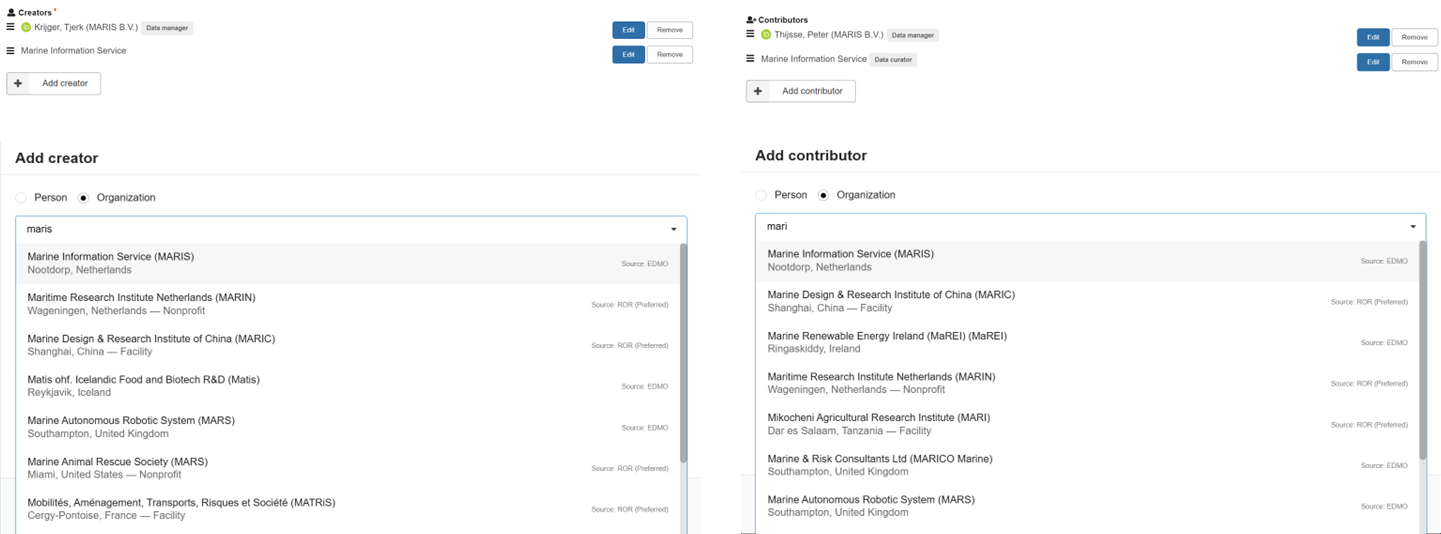 Creators *
Krijger, Tjerk (MARIS B.V.) Data manager Edit Remove
Marine Information Service Edit Remove
+ Add creator
Add creator
Person Organization
maris
Marine Information Service (MARIS)
Nootdorp, Netherlands
Source: EDMO
Maritime Research Institute Netherlands (MARIN)
Wageningen, Netherlands — Nonprofit
Source: ROR (Preferred)
Marine Design & Research Institute of China (MARIC)
Shanghai, China — Facility
Source: ROR (Preferred)
Matis ohf. Icelandic Food and Biotech R&D (Matis)
Reykjavik, Iceland
Source: EDMO
Marine Autonomous Robotic System (MARS)
Southampton, United Kingdom
Source: EDMO
Marine Animal Rescue Society (MARS)
Miami, United States — Nonprofit
Source: ROR (Preferred)
Mobilités, Aménagement, Transports, Risques et Société (MATRiS)
Cergy-Pontoise, France — Facility
Source: ROR (Preferred)
Contributors
Thijsse, Peter (MARIS B.V.) Data manager Edit Remove
Marine Information Service Data curator Edit Remove
+ Add contributor
Add contributor
Person Organization
mari
Marine Information Service (MARIS)
Nootdorp, Netherlands
Source: EDMO
Marine Design & Research Institute of China (MARIC)
Shanghai, China — Facility
Source: ROR (Preferred)
Marine Renewable Energy Ireland (MaREI) (MaREI)
Ringaskiddy, Ireland
Source: EDMO
Maritime Research Institute Netherlands (MARIN)
Wageningen, Netherlands — Nonprofit
Source: ROR (Preferred)
Mikocheni Agricultural Research Institute (MARI)
Dar es Salaam, Tanzania — Facility
Source: ROR (Preferred)
Marine & Risk Consultants Ltd (MARICO Marine)
Southampton, United Kingdom
Source: EDMO
Marine Autonomous Robotic System (MARS)
Southampton, United Kingdom
Source: EDMO